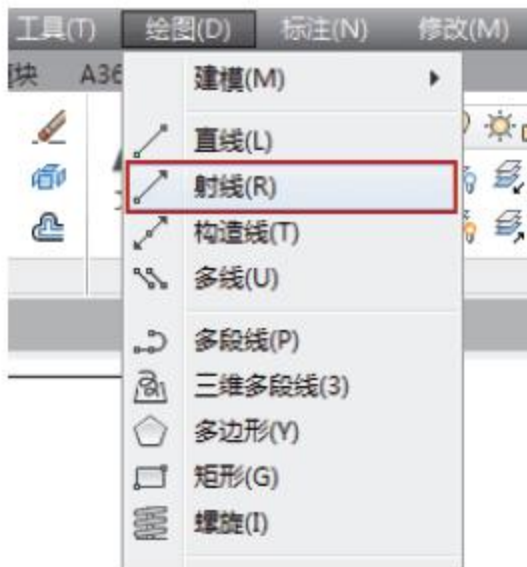 工具(T) 绘图(D) 标注(N) 修改(M)
块 A36
建模(M)
直线(L)
射线(R)
构造线(T)
多线(U)
多段线(P)
三维多段线(3)
多边形(Y)
矩形(G)
螺旋(I)